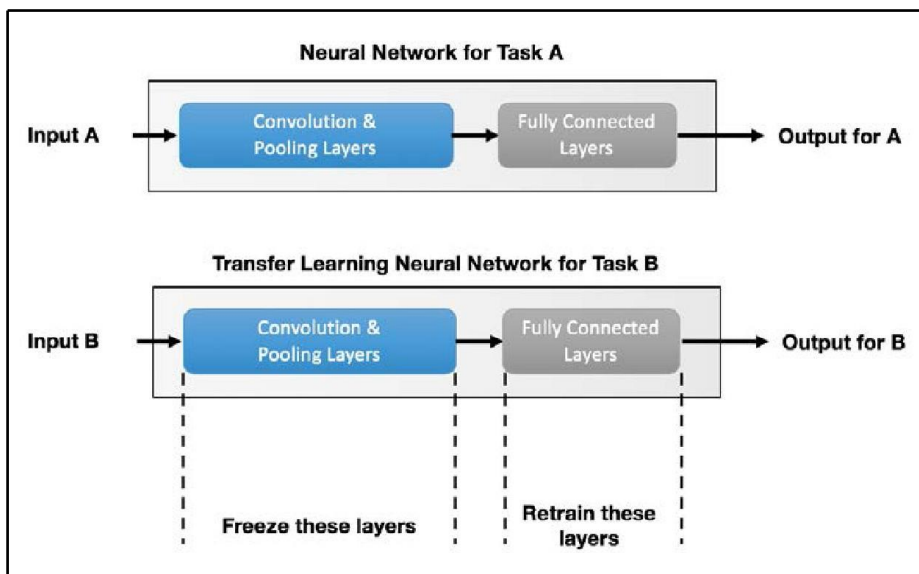 Neural Network for Task A
Input A
Convolution &
Pooling Layers
Fully Connected
Layers
Output for A
Transfer Learning Neural Network for Task B
Input B
Convolution &
Pooling Layers
Fully Connected
Layers
Output for B
Freeze these layers
Retrain these
layers